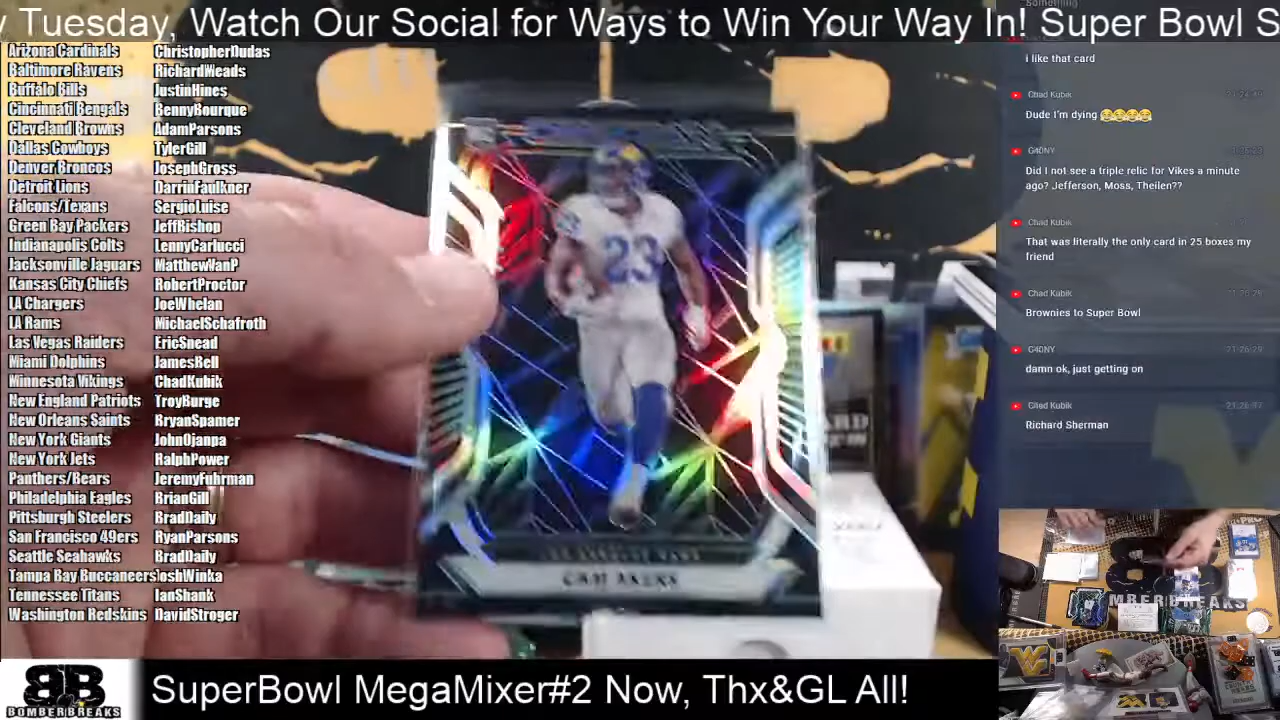 y Tuesday, Watch Our Social for Ways to Win Your Way In! Super Bowl S
Arizona Cardinals ChristopherDudas
Baltimore Ravens RichardMeads
Buffalo Bills JustinHines
Cincinnati Bengals BennyBourque
Cleveland Browns AdamParsons
Dallas Cowboys TylerGill
Denver Broncos JosephGross
Detroit Lions DarrinFaulkner
Falcons/Texans SergioLuise
Green Bay Packers JeffBishop
Indianapolis Colts LennyCarlucci
Jacksonville Jaguars MatthewVanP
Kansas City Chiefs RobertProctor
LA Chargers JoeWhelan
LA Rams MichaelSchafroth
Las Vegas Raiders EricSnead
Miami Dolphins JamesBell
Minnesota Vikings ChadKubik
New England Patriots TroyBurge
New Orleans Saints BryanSpamer
New York Giants JohnOjanpa
New York Jets RalphPower
Panthers/Bears JeremyFuhrman
Philadelphia Eagles BrianGill
Pittsburgh Steelers BradDaily
San Francisco 49ers RyanParsons
Seattle Seahawks BradDaily
Tampa Bay Buccaneers JoshWinka
Tennessee Titans IanShank
Washington Redskins DavidStroger
23
CAM AKERS
Something
i like that card
Chad Kubik
Dude I'm dying 😂😂😂😂
G4DNY
Did I not see a triple relic for Vikes a minute
ago? Jefferson, Moss, Theilen??
Chad Kubik
That was literally the only card in 25 boxes my
friend
Chad Kubik
Brownies to Super Bowl
G4DNY 21:26:29
damn ok, just getting on
Chad Kubik
Richard Sherman
MBERBREAKS
BB
BOMBERBREAKS
SuperBowl MegaMixer#2 Now, Thx&GL All!